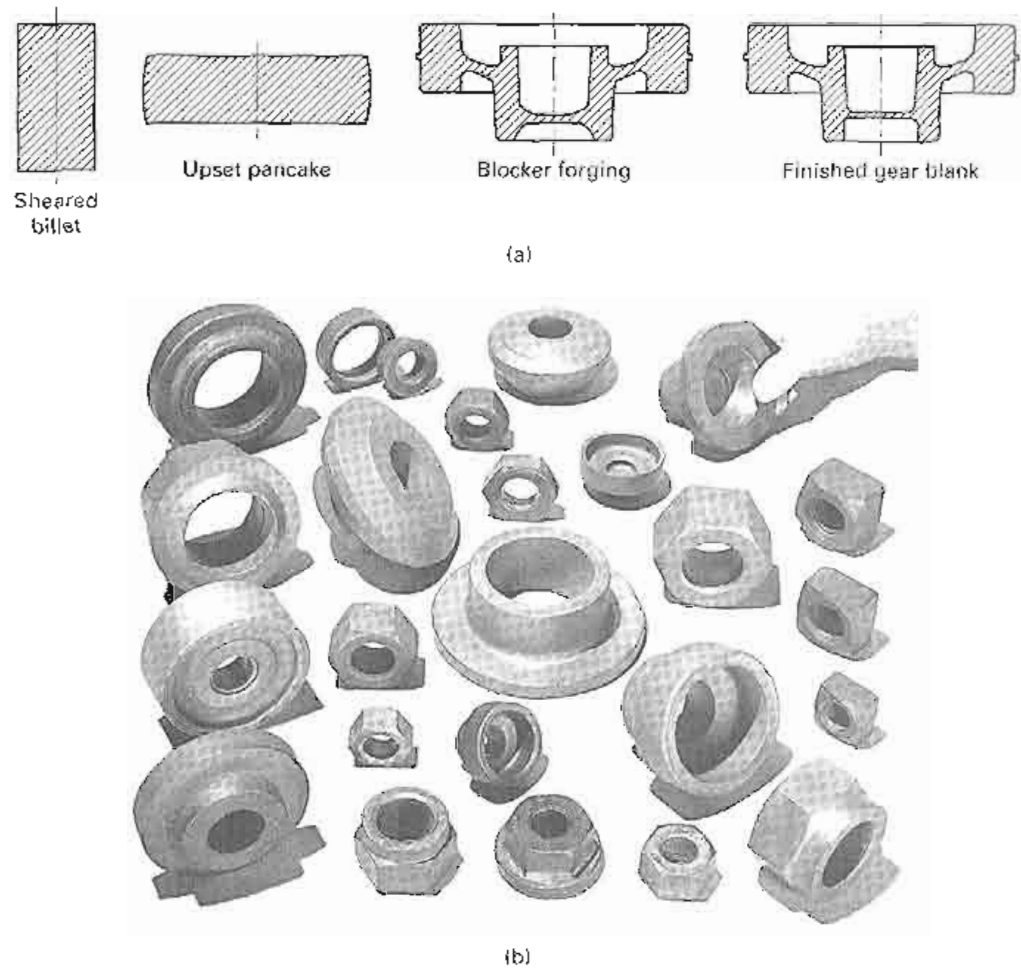 Sheared
billet
Upset pancake
Blocker forging
Finished gear blank
(a)
(b)